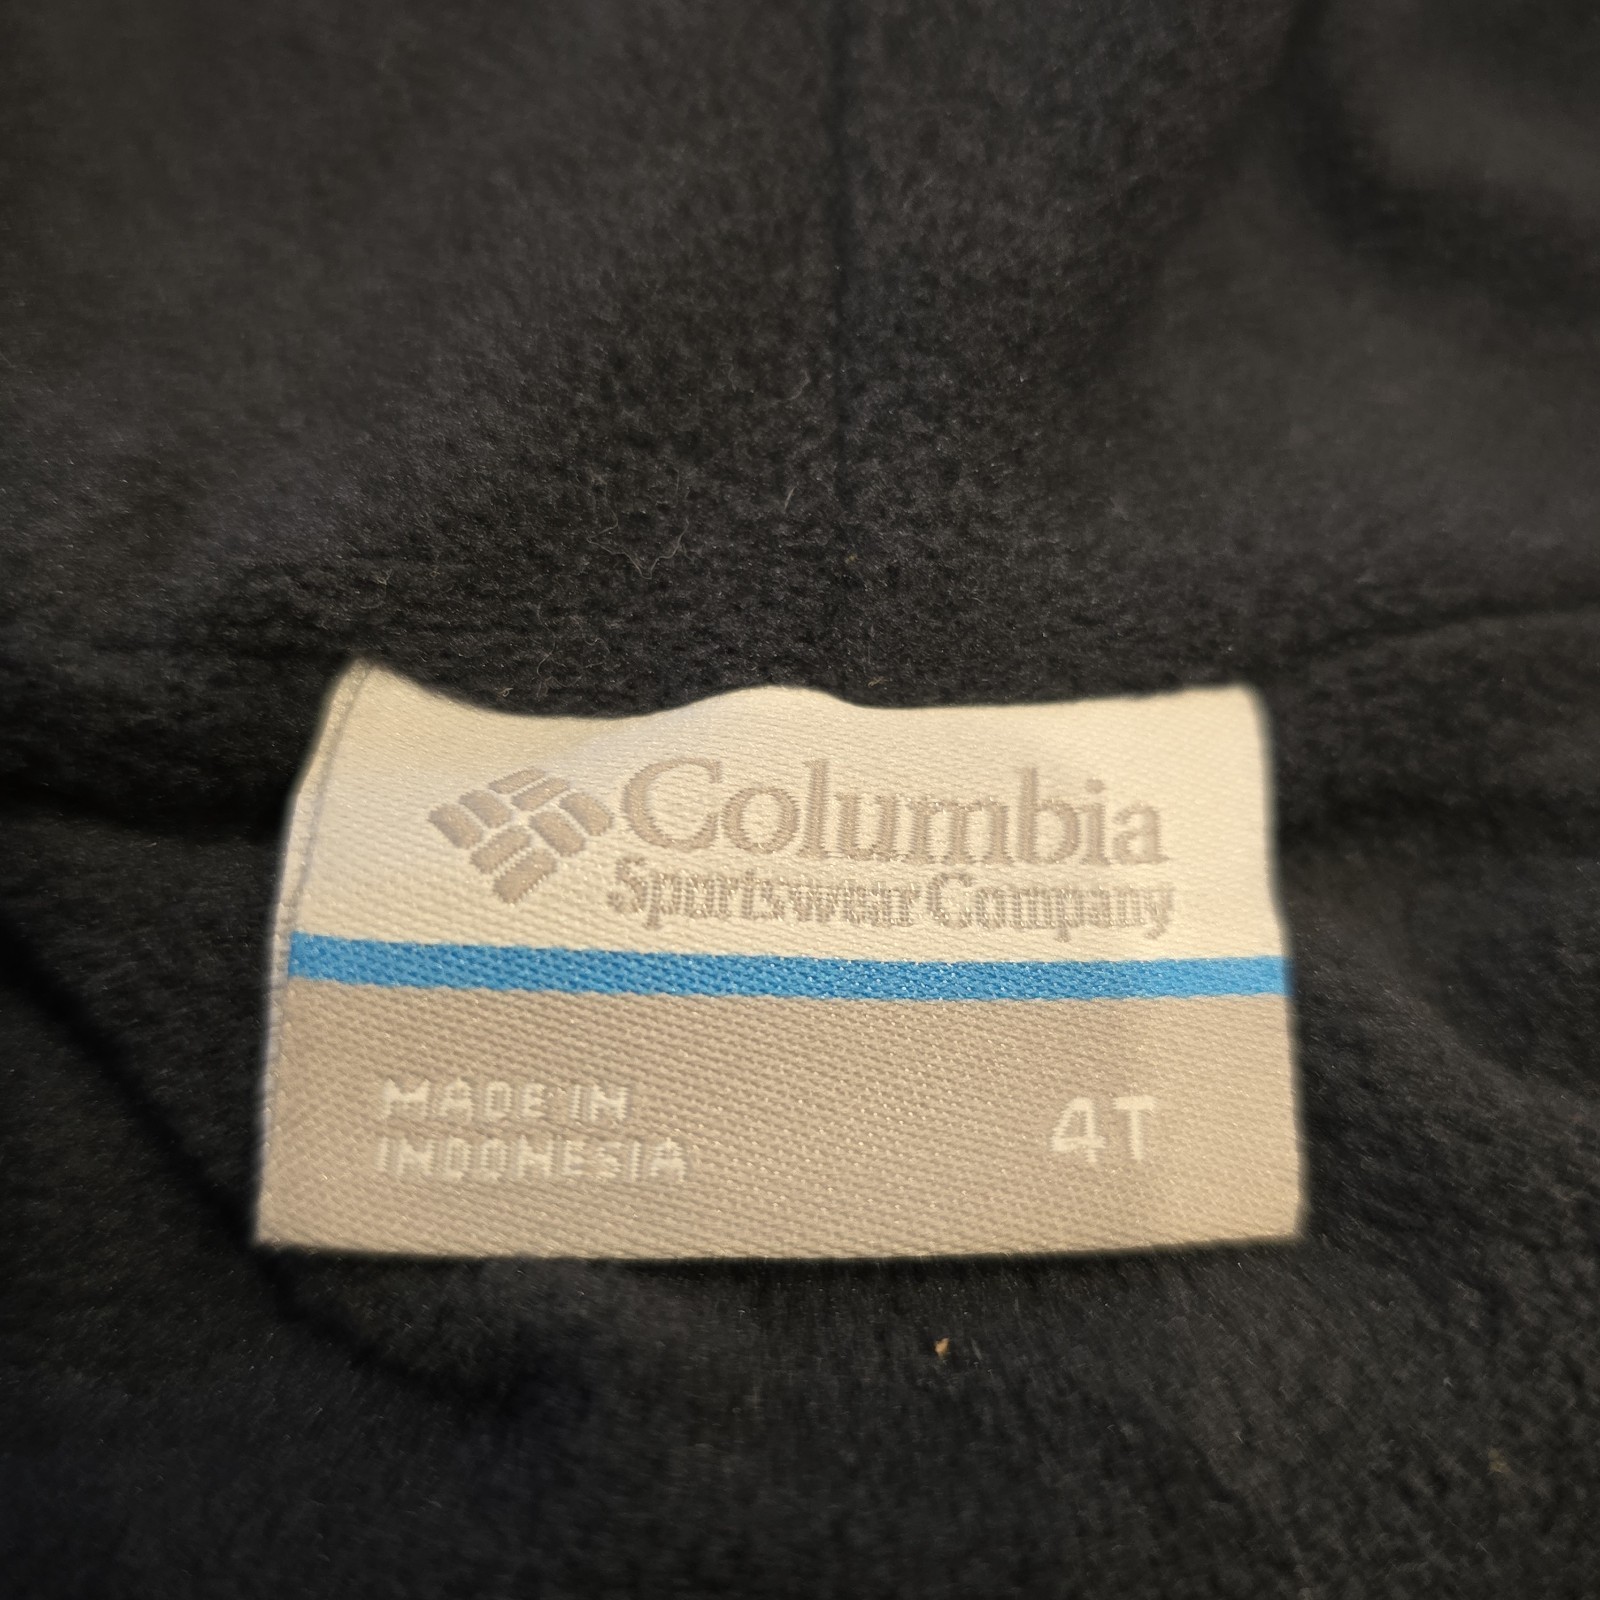 Columbia
Sportswear Company
MADE IN
INDONESIA
4T